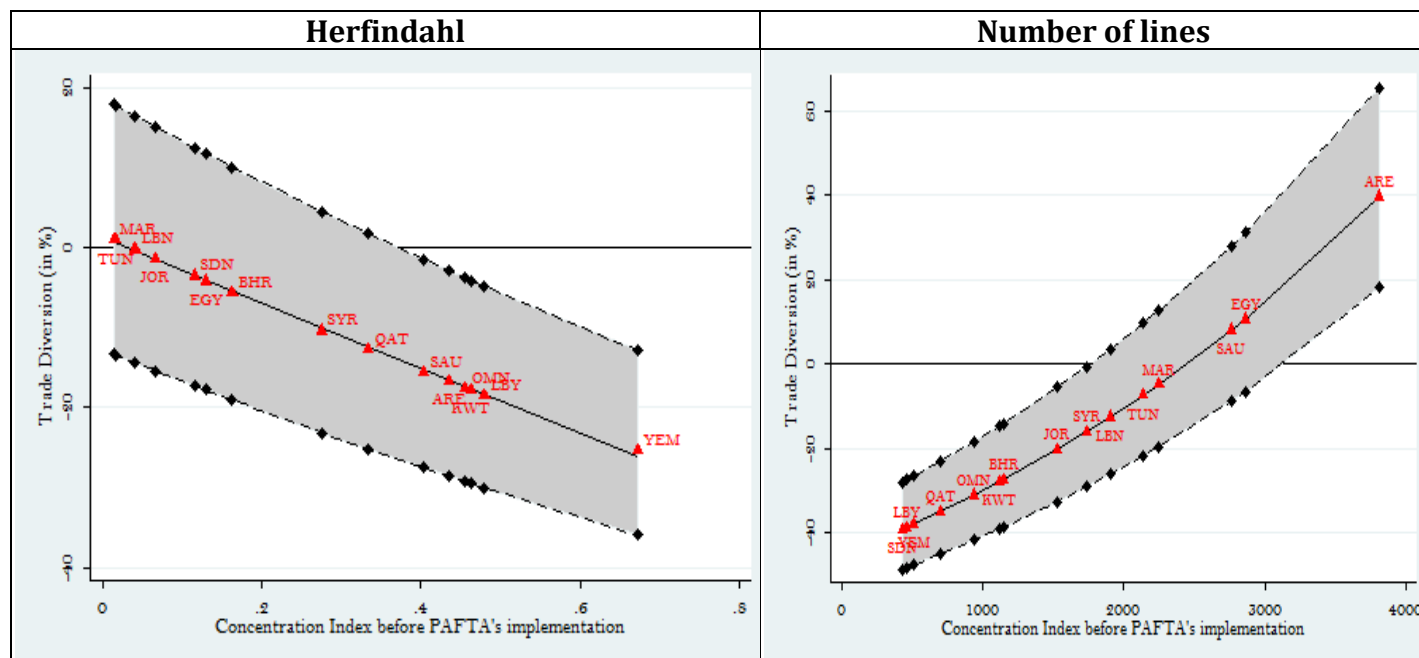 Herfindahl
Number of lines
Trade Diversion (in %)
20
0
-20
-40
MAR
LBN
TUN
JOR
SDN
EGY
BHR
SYR
QAT
SAU
OMN
LBY
ARE
KWT
YEM
0
.2
.4
.6
.8
Concentration Index before PAFTA's implementation
Trade Diversion (in %)
60
40
20
0
-20
-40
ARE
EGY
SAU
MAR
TUN
SYR
LBN
JOR
BHR
OMN
KWT
QAT
LBY
YEM
SDN
0
1000
2000
3000
4000
Concentration Index before PAFTA's implementation